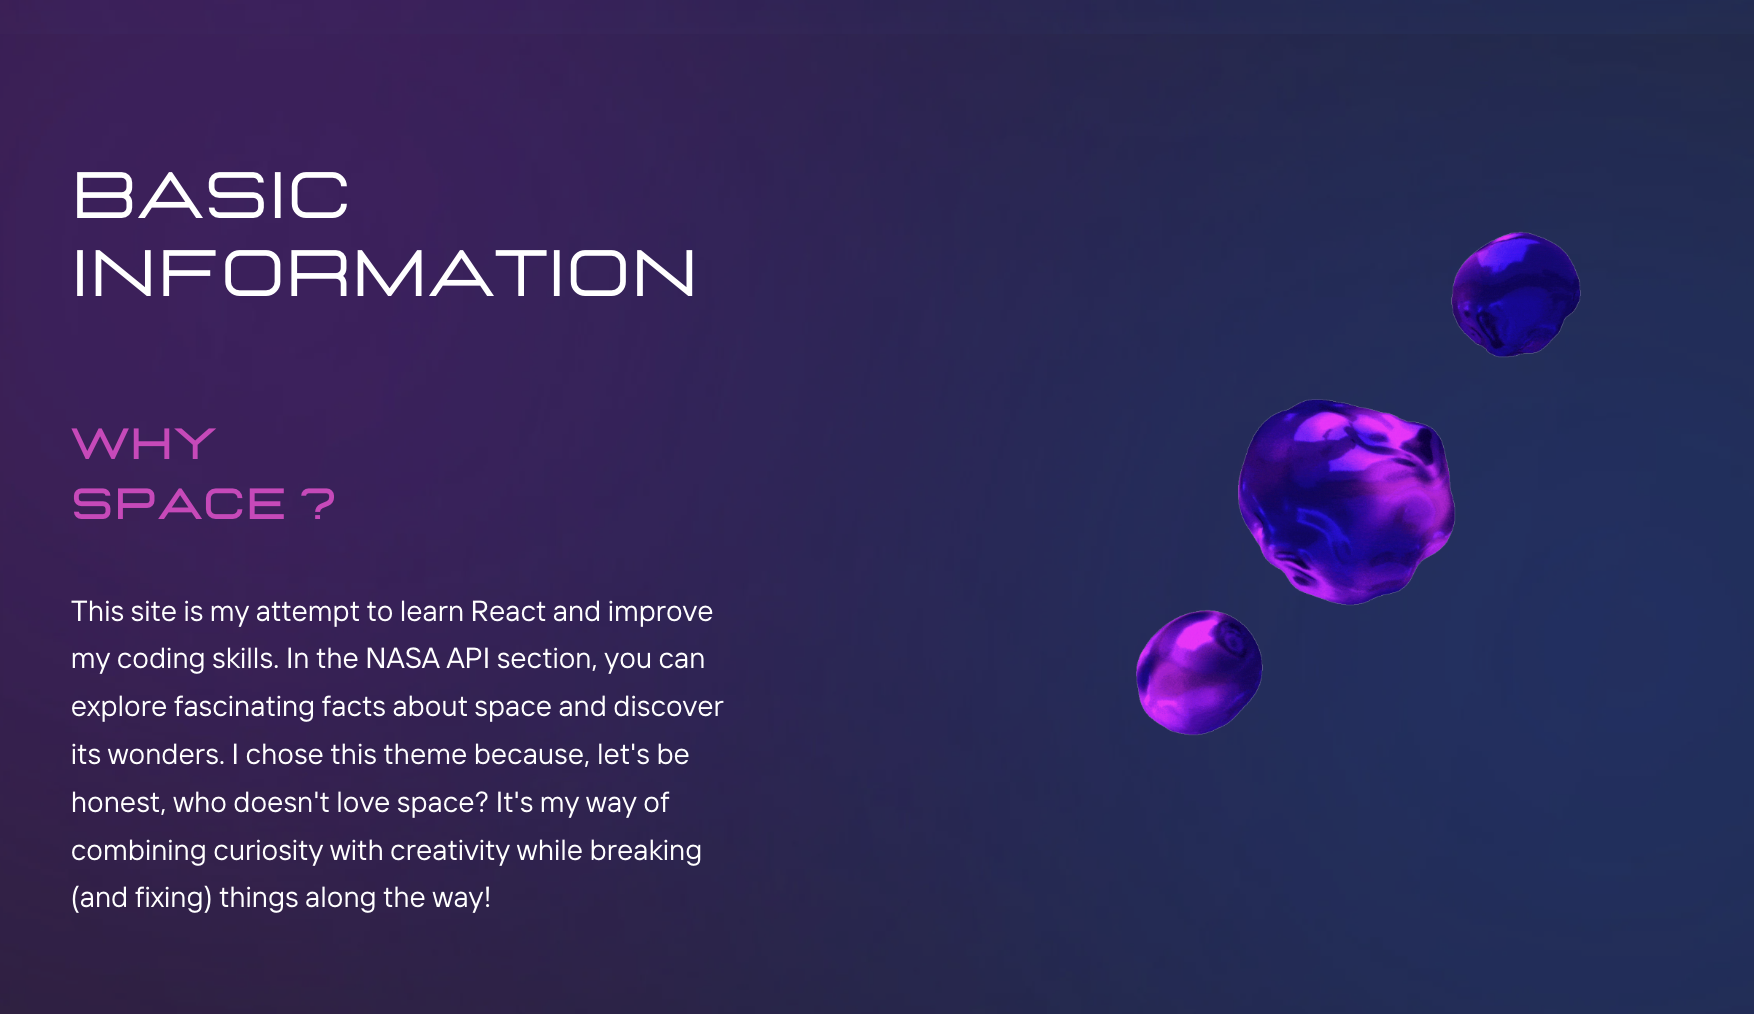 BASIC
INFORMATION
WHY
SPACE ?
This site is my attempt to learn React and improve
my coding skills. In the NASA API section, you can
explore fascinating facts about space and discover
its wonders. I chose this theme because, let's be
honest, who doesn't love space? It's my way of
combining curiosity with creativity while breaking
(and fixing) things along the way!